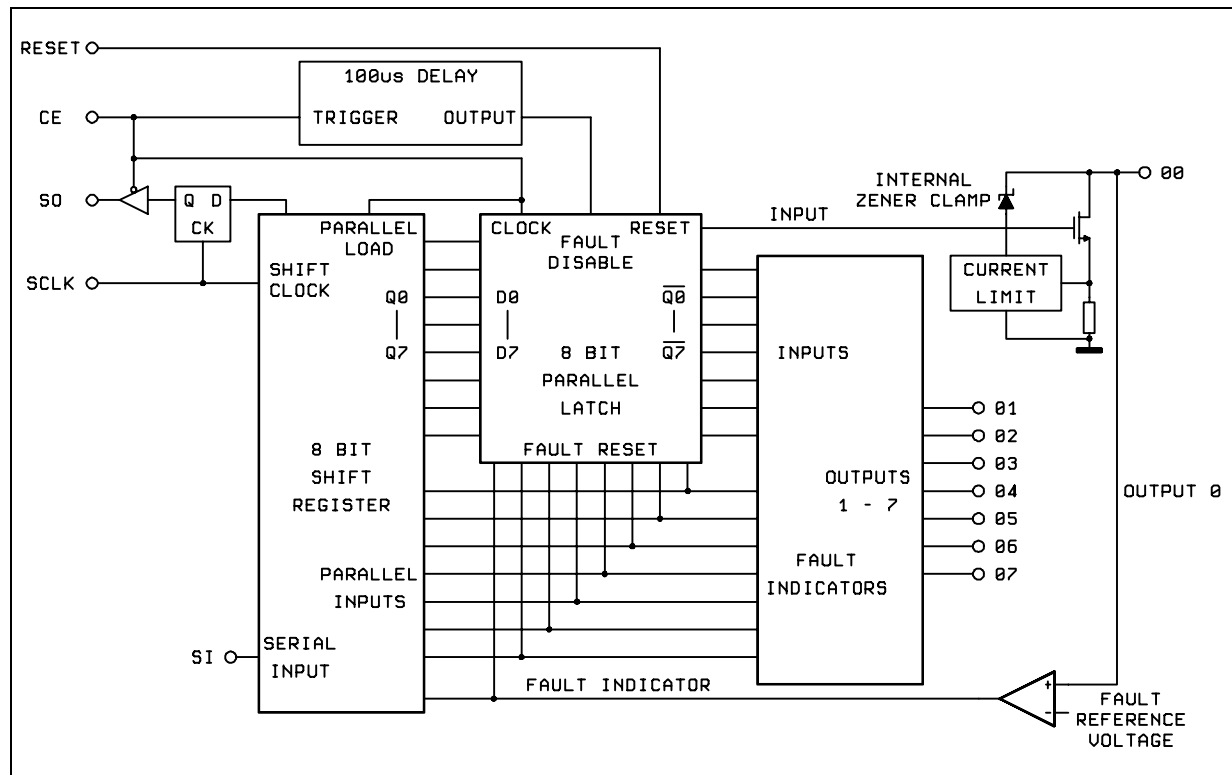 RESET
100us DELAY
CE
TRIGGER
OUTPUT
SO
Q D
CK
INTERNAL
ZENER CLAMP
00
INPUT
PARALLEL
LOAD
CLOCK
RESET
FAULT
DISABLE
SCLK
SHIFT
CLOCK
CURRENT
LIMIT
Q0
D0
Q0
Q7
D7
8 BIT
PARALLEL
LATCH
Q7
INPUTS
01
02
03
04
05
06
07
8 BIT
SHIFT
REGISTER
FAULT RESET
OUTPUTS
1 - 7
OUTPUT 0
FAULT
INDICATORS
PARALLEL
INPUTS
SI
SERIAL
INPUT
FAULT INDICATOR
+
-
FAULT
REFERENCE
VOLTAGE